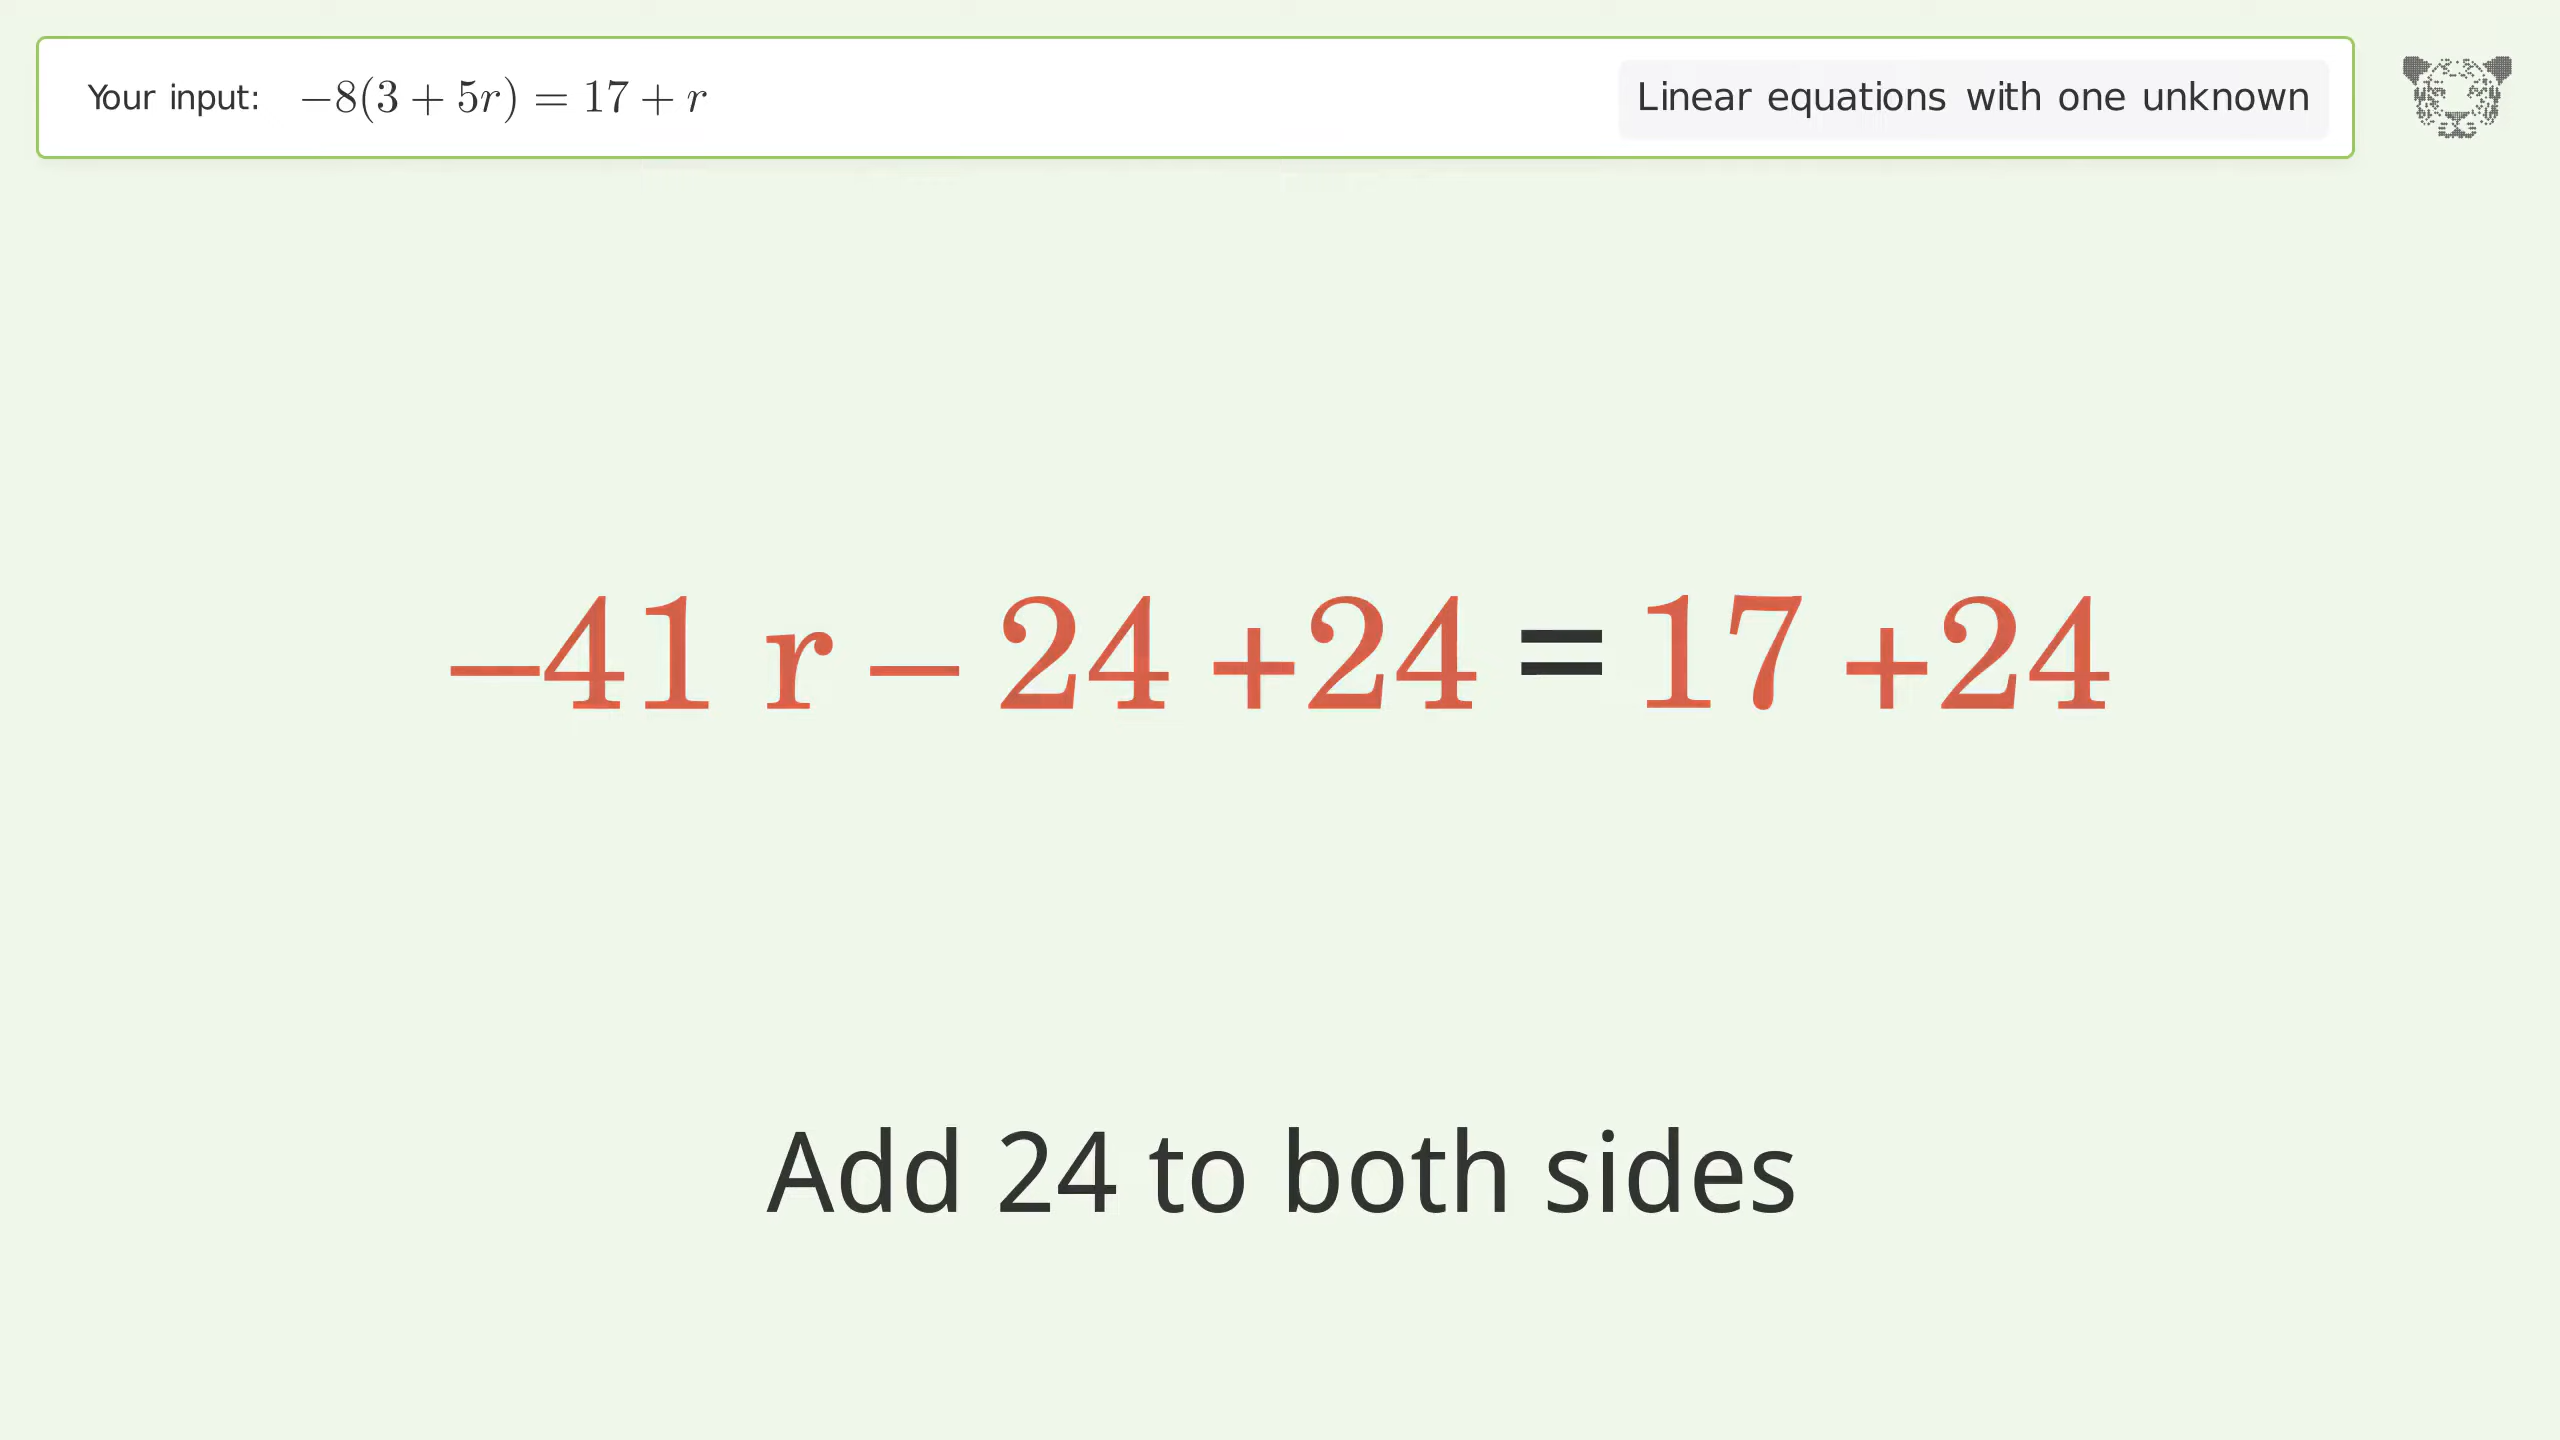 Your input: −8(3 + 5r) = 17 + r
Linear equations with one unknown
−41 r − 24 +24 = 17 +24
Add 24 to both sides